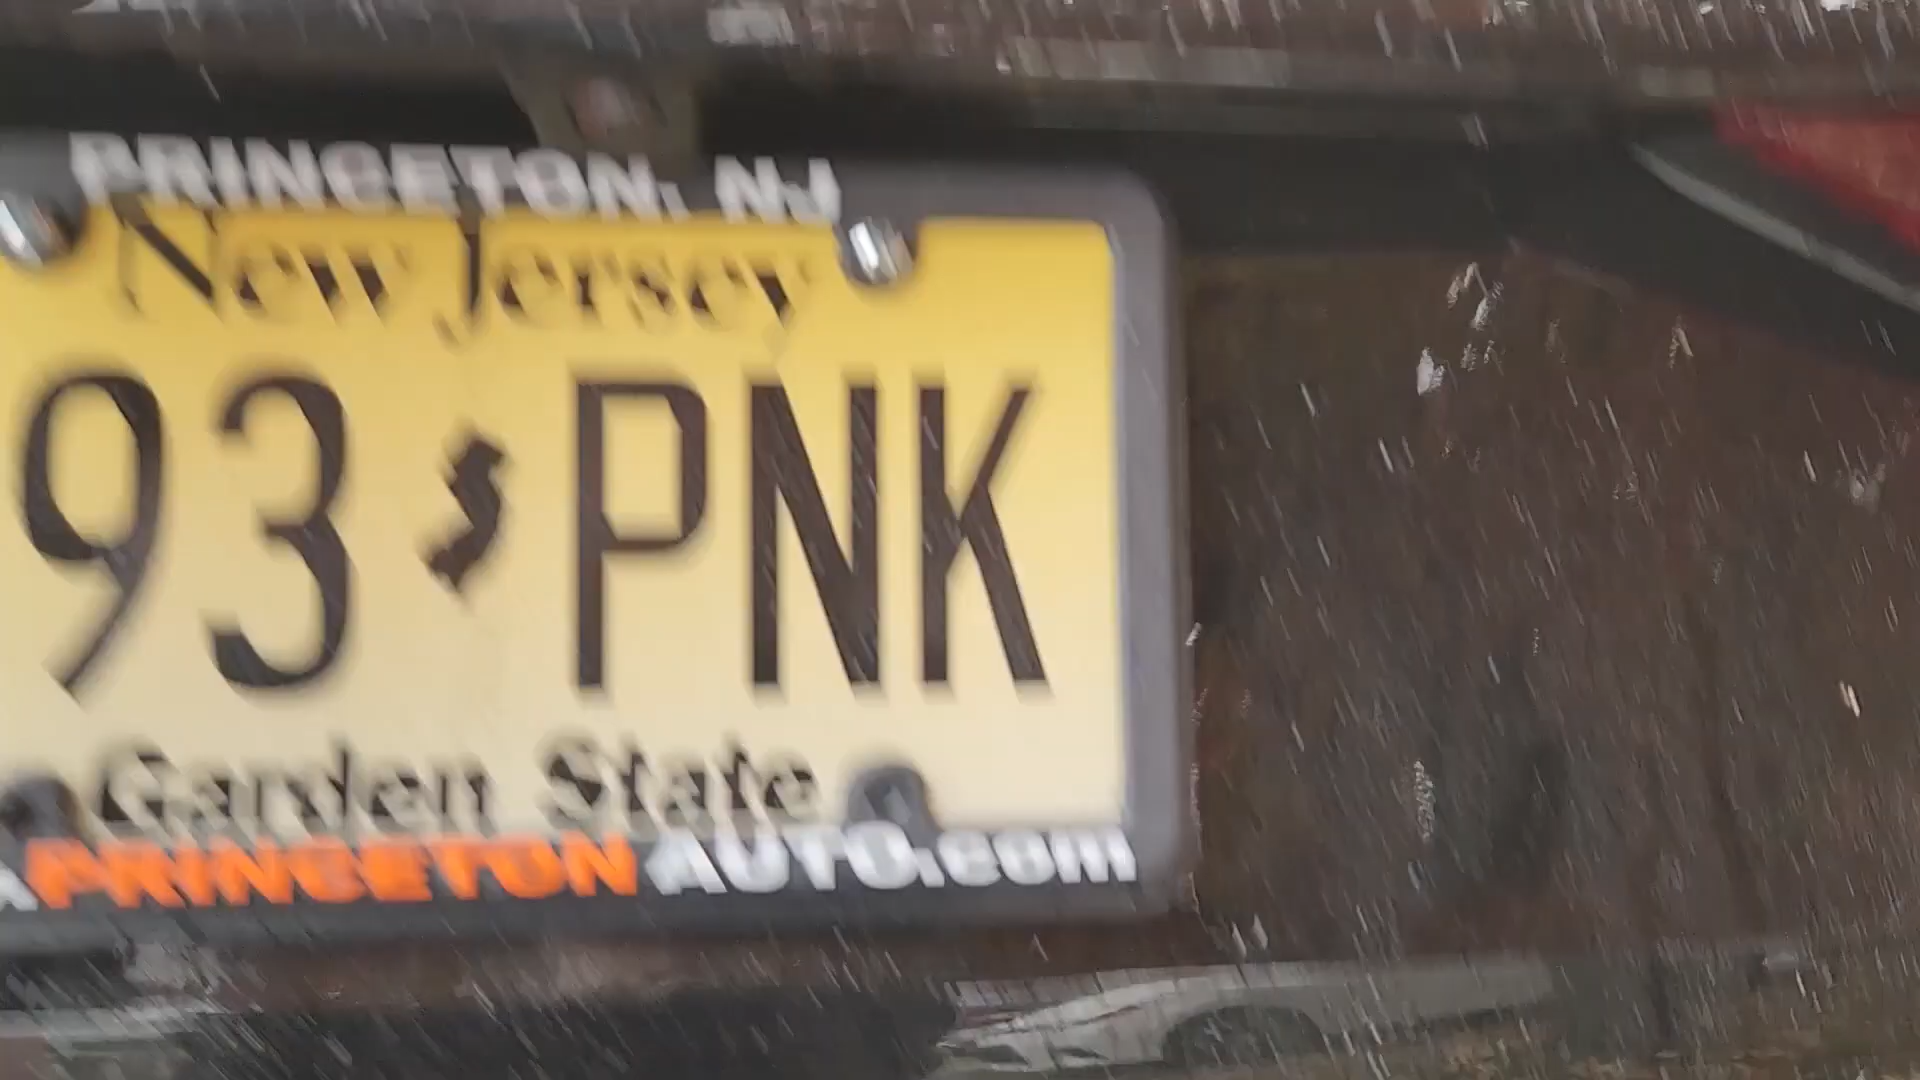 PRINCETON, NJ
New Jersey
93 PNK
Garden State
PRINCETONAUTO.com